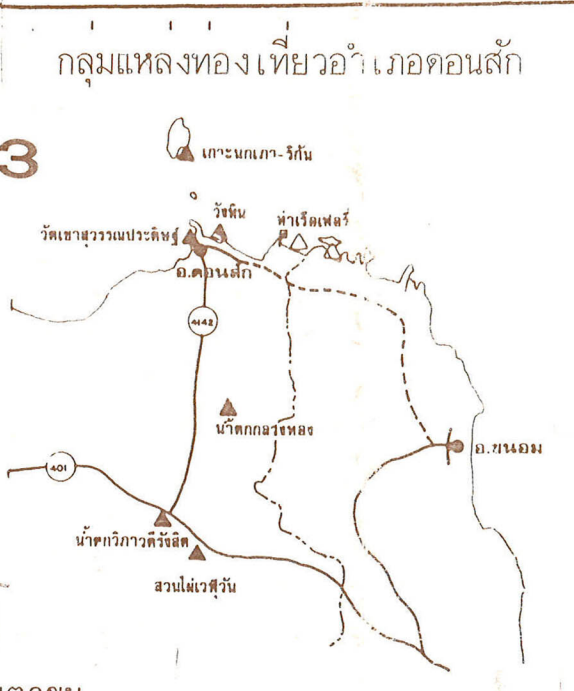 กลุ่มแหล่งท่องเที่ยวอำเภอดอนสัก
3
เกาะนกเภา-ริกัน
วังหิน
ท่าเรือเฟอรี่
วัดเขาสุวรรณประดิษฐ์
อ.ดอนสัก
4142
น้ำตกกลางทอง
อ.ขนอม
401
น้ำตกวิภาวดีรังสิต
สวนไผ่เวฬุวัน